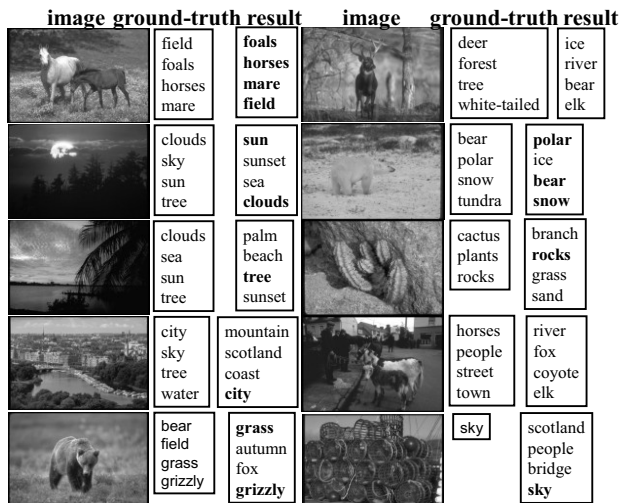 image ground-truth result image ground-truth result
field
foals
horses
mare
foals
horses
mare
field
deer
forest
tree
white-tailed
ice
river
bear
elk
clouds
sky
sun
tree
sun
sunset
sea
clouds
bear
polar
snow
tundra
polar
ice
bear
snow
clouds
sea
sun
tree
palm
beach
tree
sunset
cactus
plants
rocks
branch
rocks
grass
sand
city
sky
tree
water
mountain
scotland
coast
city
horses
people
street
town
river
fox
coyote
elk
bear
field
grass
grizzly
grass
autumn
fox
grizzly
sky
scotland
people
bridge
sky